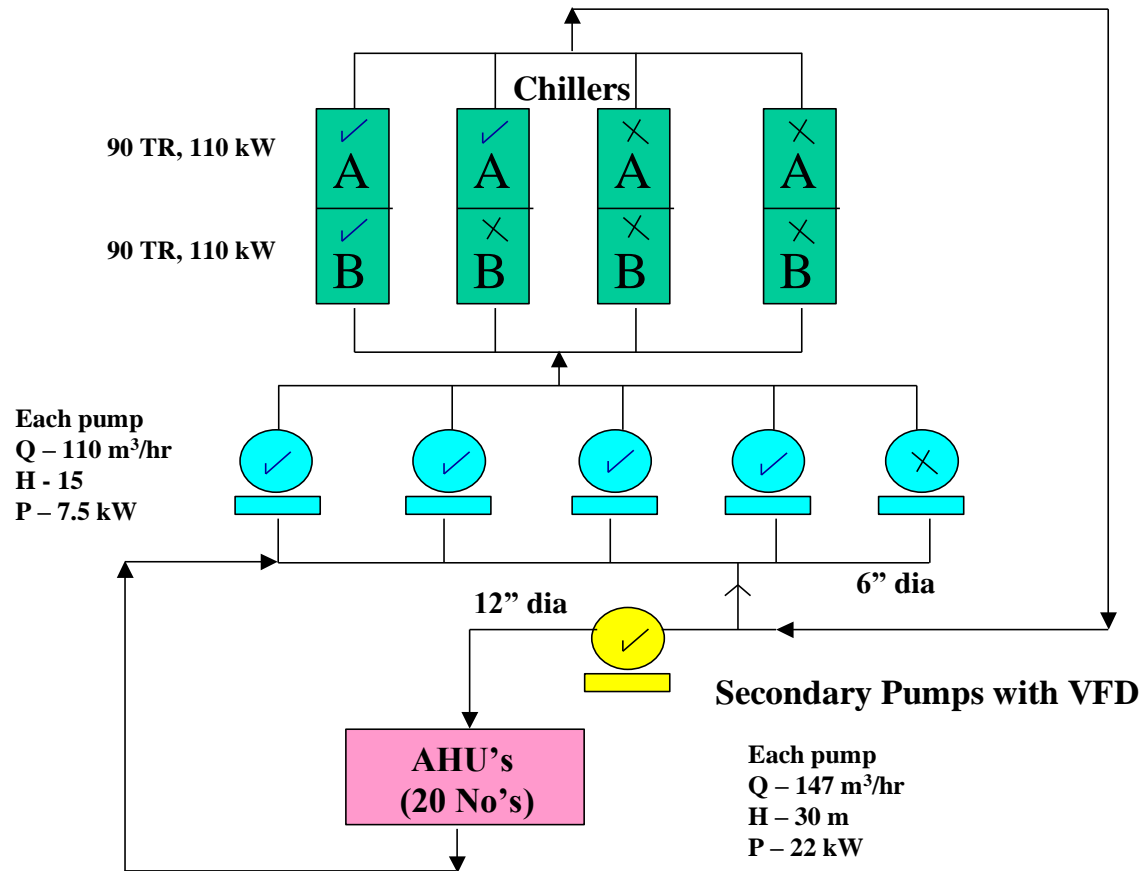 Chillers
90 TR, 110 kW
A A A A
90 TR, 110 kW
B B B B
Each pump
Q – 110 m³/hr
H - 15
P – 7.5 kW
6” dia
12” dia
Secondary Pumps with VFD
AHU’s
(20 No’s)
Each pump
Q – 147 m³/hr
H – 30 m
P – 22 kW